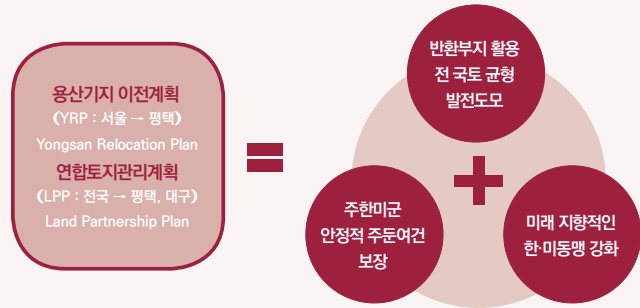 용산기지 이전계획
(YRP : 서울 → 평택)
Yongsan Relocation Plan
연합토지관리계획
(LPP : 전국 → 평택, 대구)
Land Partnership Plan
=
반환부지 활용
전 국토 균형
발전도모
+
주한미군
안정적 주둔여건
보장
미래 지향적인
한·미동맹 강화